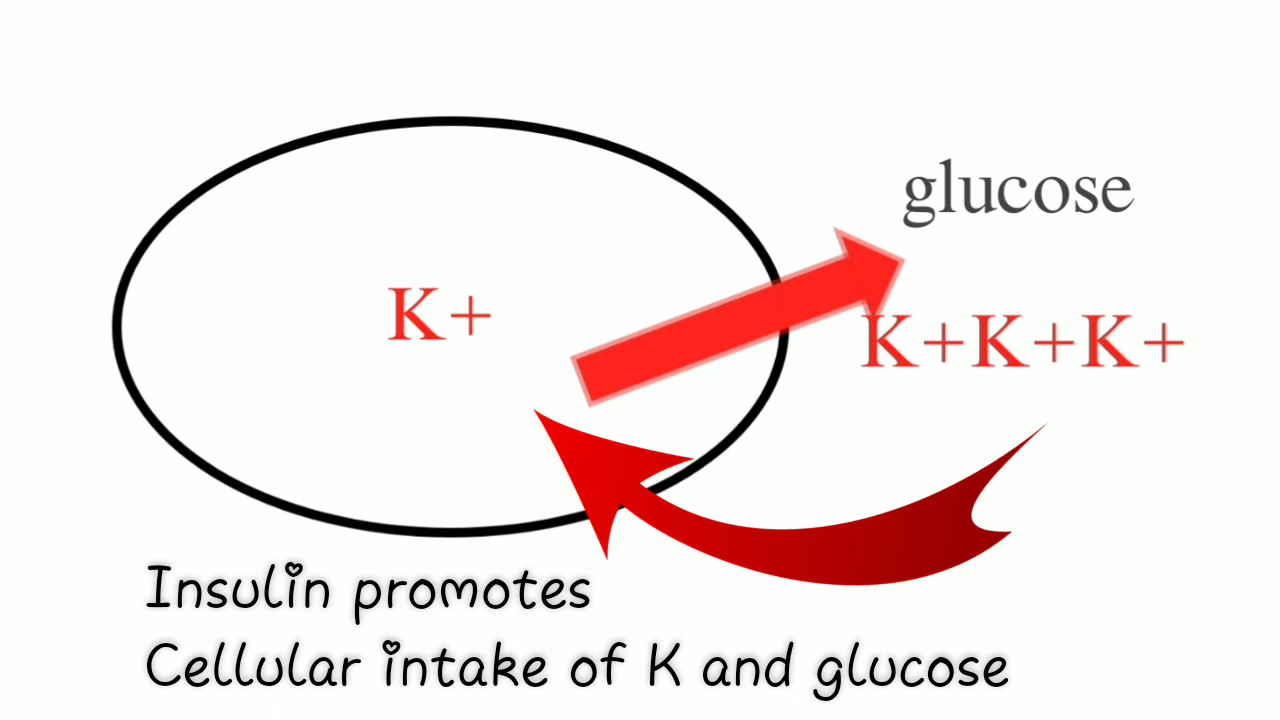 glucose
K+
K+K+K+
Insulin promotes
Cellular intake of K and glucose